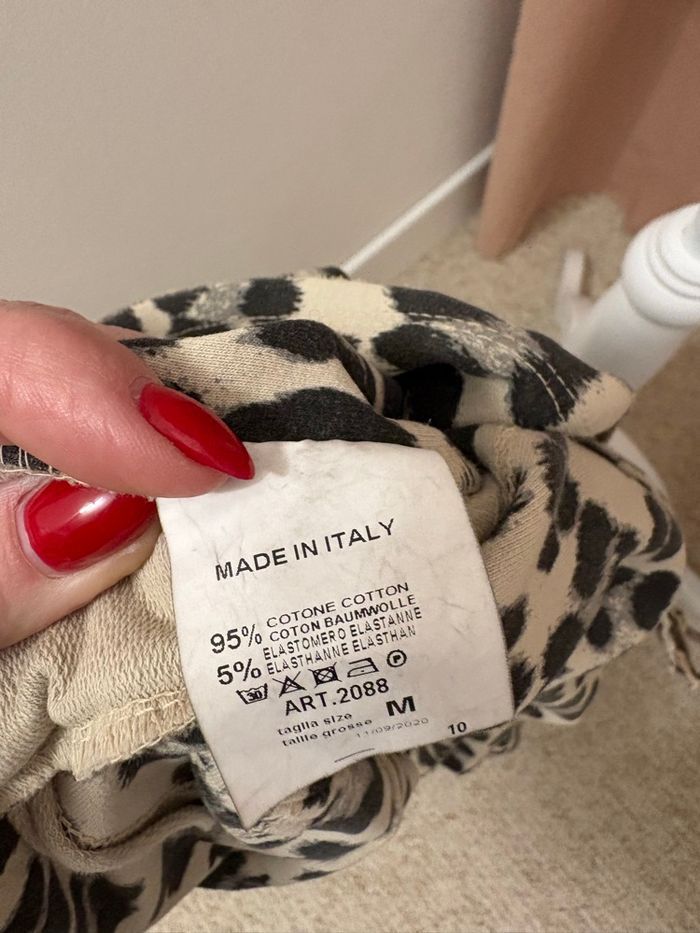 MADE IN ITALY
95% COTONE COTTON
COTON BAUMWOLLE
5% ELASTOMERO ELASTANNE
ELASTHANNE ELASTHAN
30 P
ART.2088
taglia size M
taille grosse 11/09/2020 10